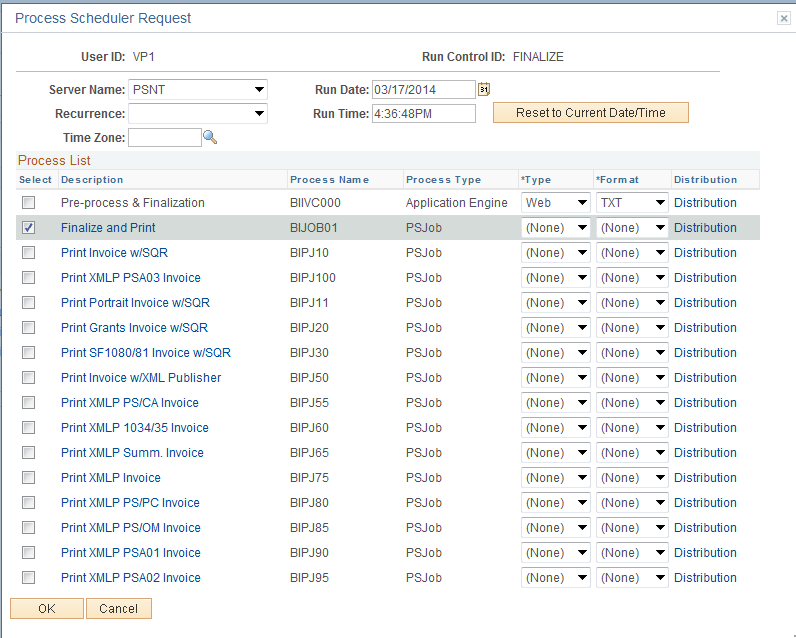 Process Scheduler Request
User ID: VP1 Run Control ID: FINALIZE
Server Name: PSNT Run Date: 03/17/2014 31
Recurrence: Run Time: 4:36:48PM Reset to Current Date/Time
Time Zone:
Process List
Select Description Process Name Process Type *Type *Format Distribution
Pre-process & Finalization BIIVC000 Application Engine Web TXT Distribution
Finalize and Print BIJOB01 PSJob (None) (None) Distribution
Print Invoice w/SQR BIPJ10 PSJob (None) (None) Distribution
Print XMLP PSA03 Invoice BIPJ100 PSJob (None) (None) Distribution
Print Portrait Invoice w/SQR BIPJ11 PSJob (None) (None) Distribution
Print Grants Invoice w/SQR BIPJ20 PSJob (None) (None) Distribution
Print SF1080/81 Invoice w/SQR BIPJ30 PSJob (None) (None) Distribution
Print Invoice w/XML Publisher BIPJ50 PSJob (None) (None) Distribution
Print XMLP PS/CA Invoice BIPJ55 PSJob (None) (None) Distribution
Print XMLP 1034/35 Invoice BIPJ60 PSJob (None) (None) Distribution
Print XMLP Summ. Invoice BIPJ65 PSJob (None) (None) Distribution
Print XMLP Invoice BIPJ75 PSJob (None) (None) Distribution
Print XMLP PS/PC Invoice BIPJ80 PSJob (None) (None) Distribution
Print XMLP PS/OM Invoice BIPJ85 PSJob (None) (None) Distribution
Print XMLP PSA01 Invoice BIPJ90 PSJob (None) (None) Distribution
Print XMLP PSA02 Invoice BIPJ95 PSJob (None) (None) Distribution
OK Cancel